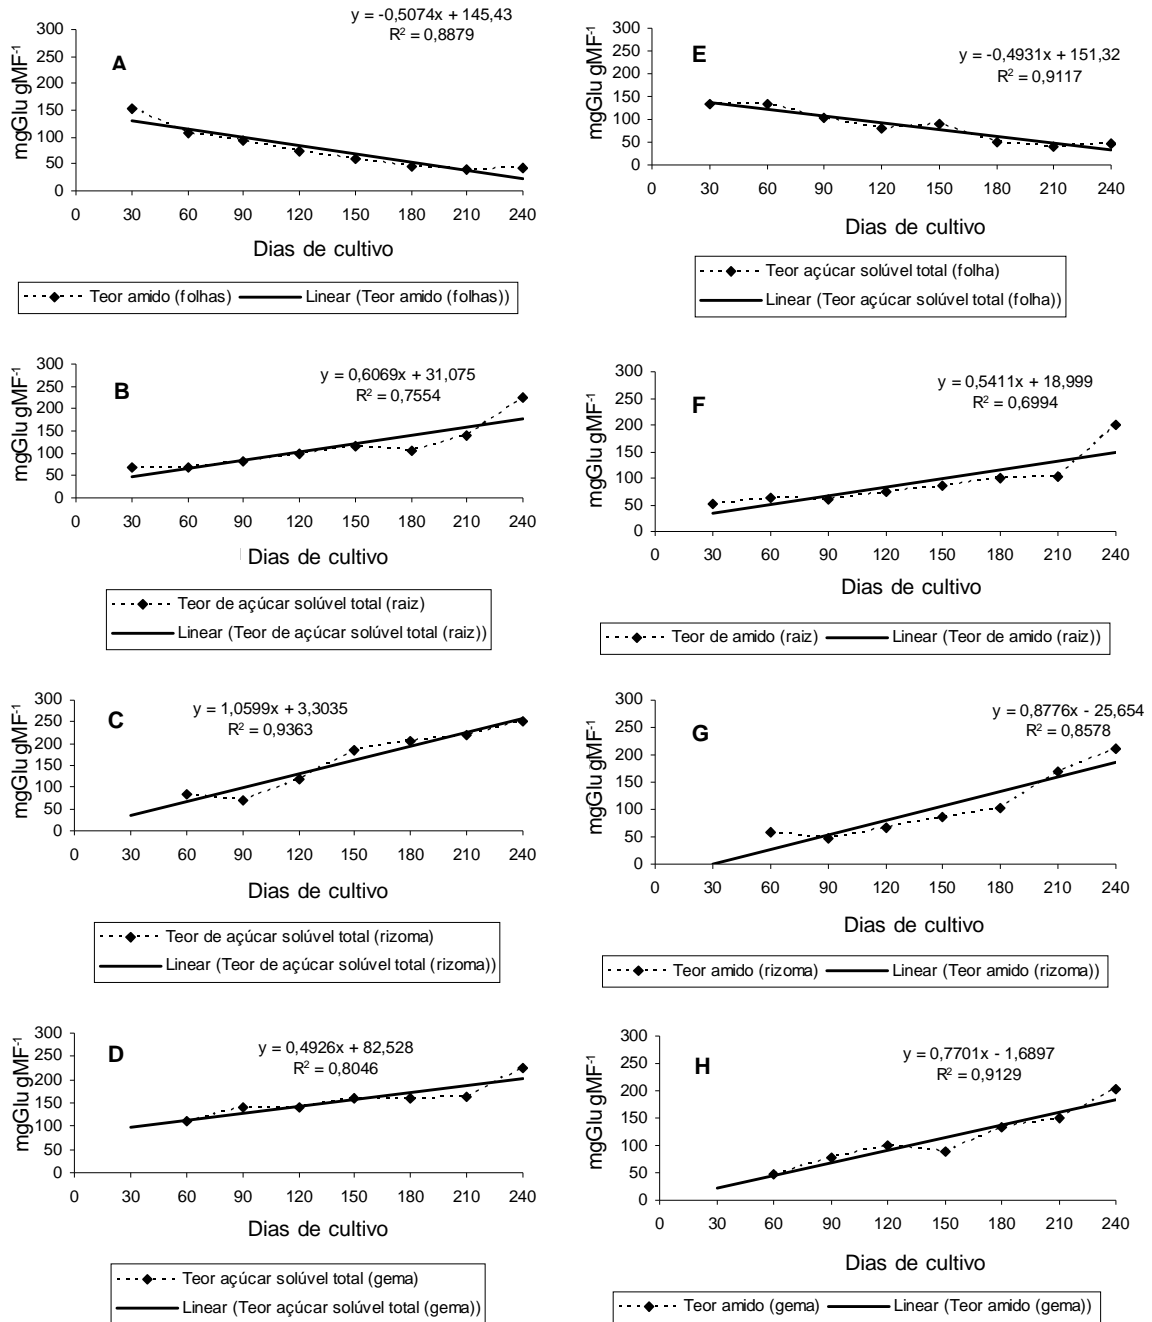 y = -0,5074x + 145,43
R² = 0,8879
A
mgGlu gMF⁻¹
300
250
200
150
100
50
0
0 30 60 90 120 150 180 210 240
Dias de cultivo
Teor amido (folhas) Linear (Teor amido (folhas))
y = -0,4931x + 151,32
R² = 0,9117
E
mgGlu gMF⁻¹
300
250
200
150
100
50
0
0 30 60 90 120 150 180 210 240
Dias de cultivo
Teor açúcar solúvel total (folha)
Linear (Teor açúcar solúvel total (folha))
y = 0,6069x + 31,075
R² = 0,7554
B
mgGlu gMF⁻¹
300
250
200
150
100
50
0
0 30 60 90 120 150 180 210 240
Dias de cultivo
Teor de açúcar solúvel total (raiz)
Linear (Teor de açúcar solúvel total (raiz))
y = 0,5411x + 18,999
R² = 0,6994
F
mgGlu gMF⁻¹
300
250
200
150
100
50
0
0 30 60 90 120 150 180 210 240
Dias de cultivo
Teor de amido (raiz) Linear (Teor de amido (raiz))
y = 1,0599x + 3,3035
R² = 0,9363
C
mgGlu gMF⁻¹
300
250
200
150
100
50
0
0 30 60 90 120 150 180 210 240
Dias de cultivo
Teor de açúcar solúvel total (rizoma)
Linear (Teor de açúcar solúvel total (rizoma))
y = 0,8776x - 25,654
R² = 0,8578
G
mgGlu gMF⁻¹
300
250
200
150
100
50
0
0 30 60 90 120 150 180 210 240
Dias de cultivo
Teor amido (rizoma) Linear (Teor amido (rizoma))
y = 0,4926x + 82,528
R² = 0,8046
D
mgGlu gMF⁻¹
300
250
200
150
100
50
0
0 30 60 90 120 150 180 210 240
Dias de cultivo
Teor açúcar solúvel total (gema)
Linear (Teor açúcar solúvel total (gema))
y = 0,7701x - 1,6897
R² = 0,9129
H
mgGlu gMF⁻¹
300
250
200
150
100
50
0
0 30 60 90 120 150 180 210 240
Dias de cultivo
Teor amido (gema) Linear (Teor amido (gema))